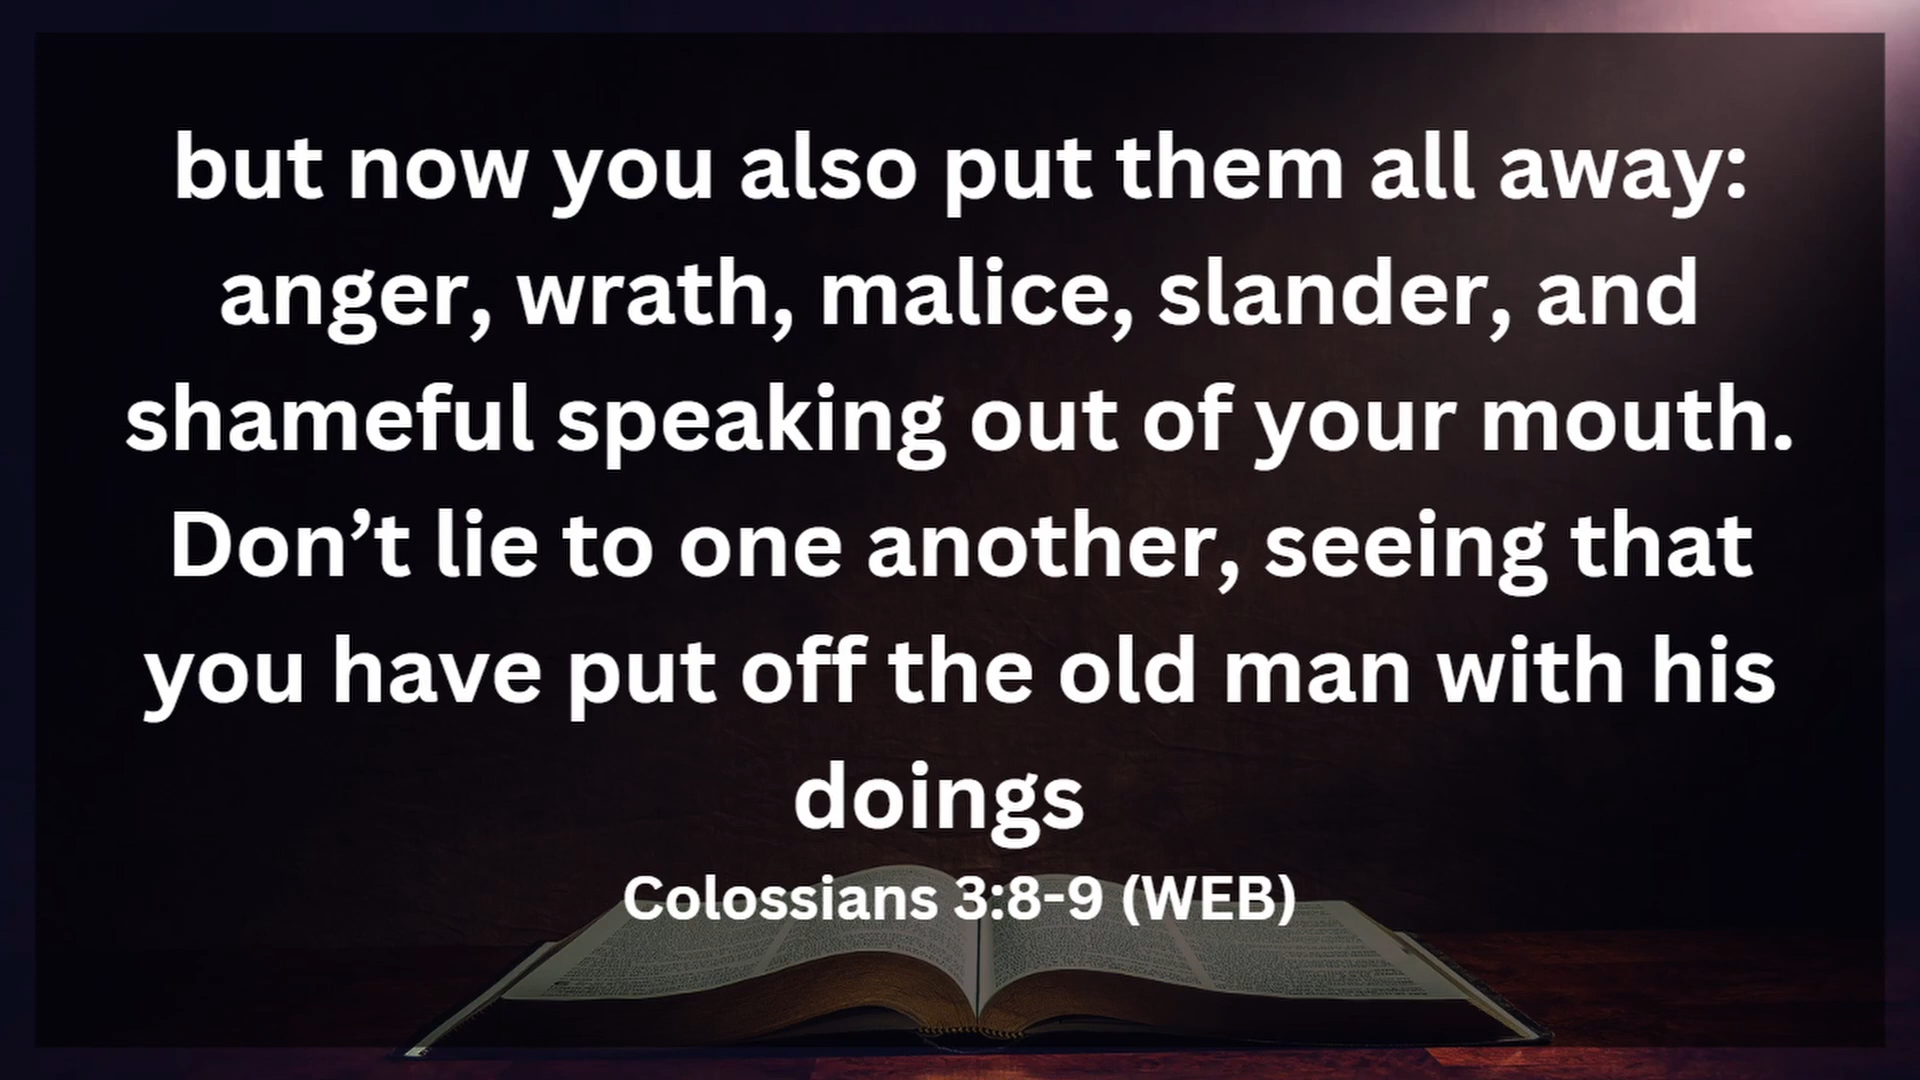 but now you also put them all away:
anger, wrath, malice, slander, and
shameful speaking out of your mouth.
Don’t lie to one another, seeing that
you have put off the old man with his
doings
Colossians 3:8-9 (WEB)